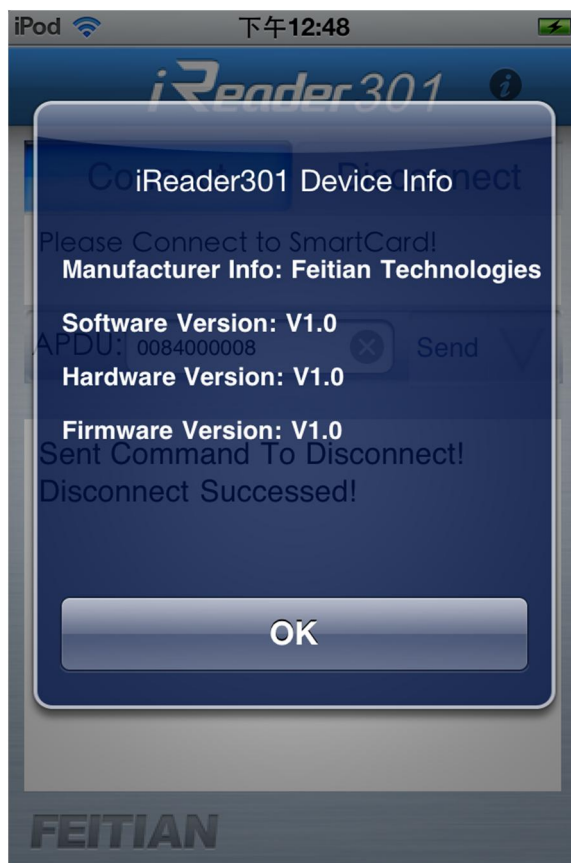 iPod 下午12:48
iReader301 i
Connect Disconnect
iReader301 Device Info
Please Connect to SmartCard!
Manufacturer Info: Feitian Technologies
Software Version: V1.0
APDU: 0084000008 Send
Hardware Version: V1.0
Firmware Version: V1.0
Sent Command To Disconnect!
Disconnect Successed!
OK
FEITIAN